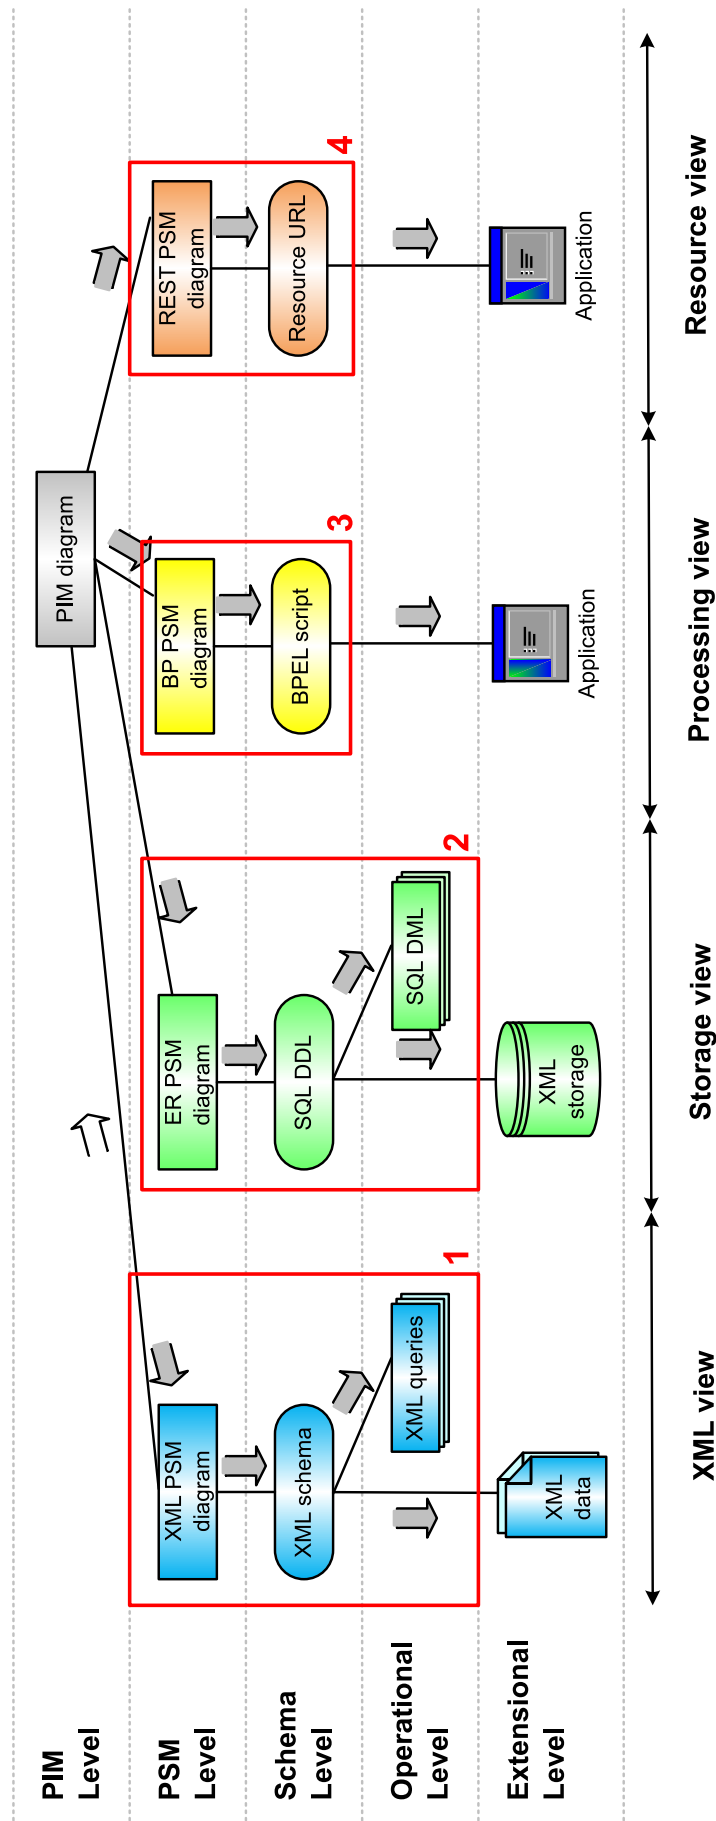 PIM
Level
PIM diagram
PSM
Level
XML PSM
diagram
ER PSM
diagram
BP PSM
diagram
REST PSM
diagram
Schema
Level
XML schema
SQL DDL
BPEL script
Resource URL
3
4
Operational
Level
XML queries
SQL DML
1
2
Extensional
Level
XML
data
XML
storage
Application
Application
XML view
Storage view
Processing view
Resource view